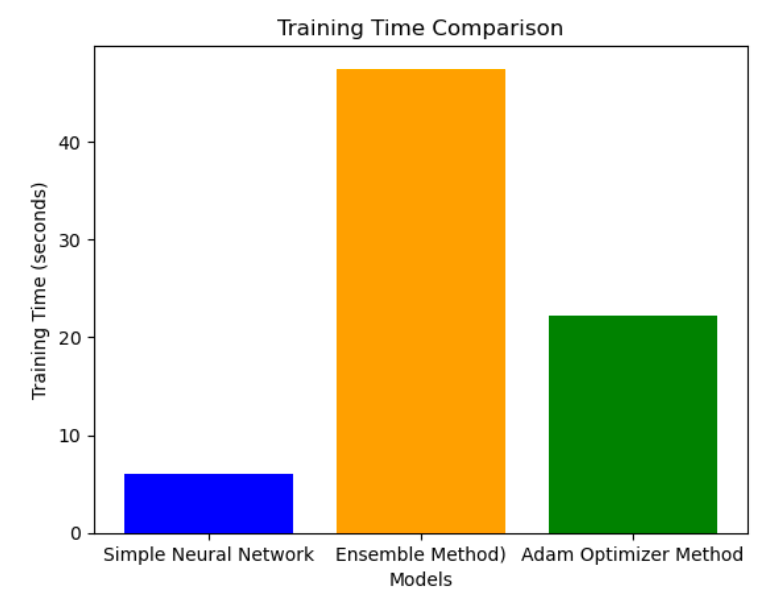 Training Time Comparison
Training Time (seconds)
40
30
20
10
0
Simple Neural Network Ensemble Method) Adam Optimizer Method
Models